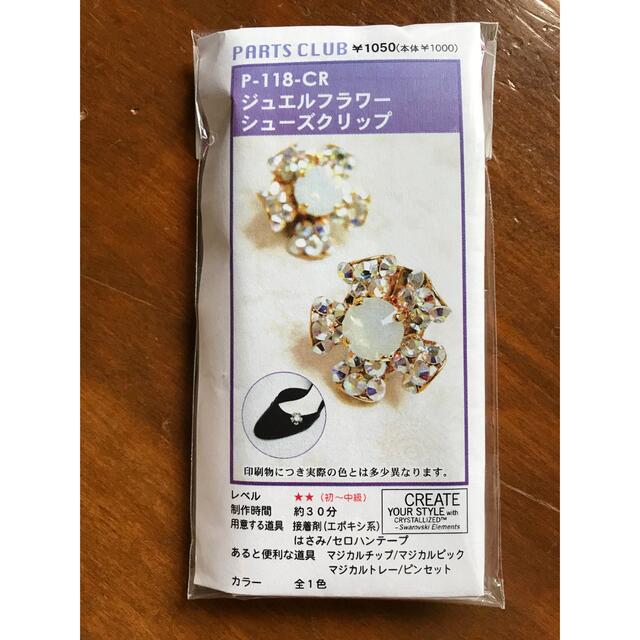 PARTS CLUB ¥1050(本体¥1000)
P-118-CR
ジュエルフラワー
シューズクリップ
印刷物につき実際の色とは多少異なります。
レベル ★★(初〜中級)
制作時間 約30分
用意する道具 接着剤(エポキシ系)
はさみ/セロハンテープ
あると便利な道具 マジカルチップ/マジカルピック
マジカルトレー/ピンセット
カラー 全1色
CREATE
YOUR STYLE with
CRYSTALLIZED™
- Swarovski Elements